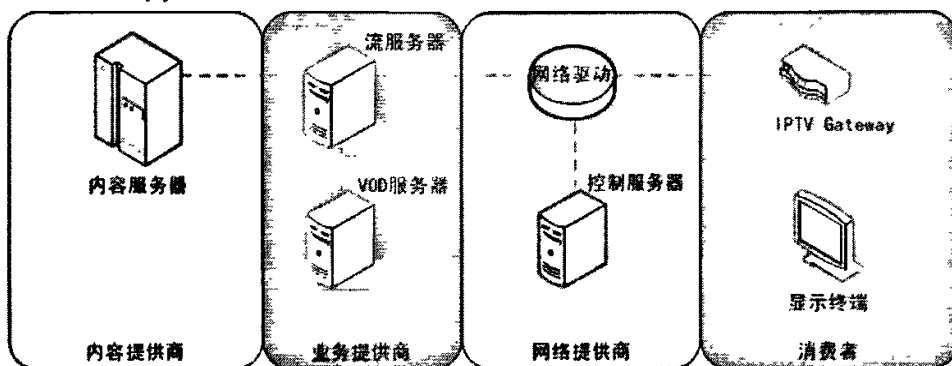 流服务器
网络驱动
IPTV Gateway
内容服务器
VOD服务器
控制服务器
显示终端
内容提供商
业务提供商
网络提供商
消费者